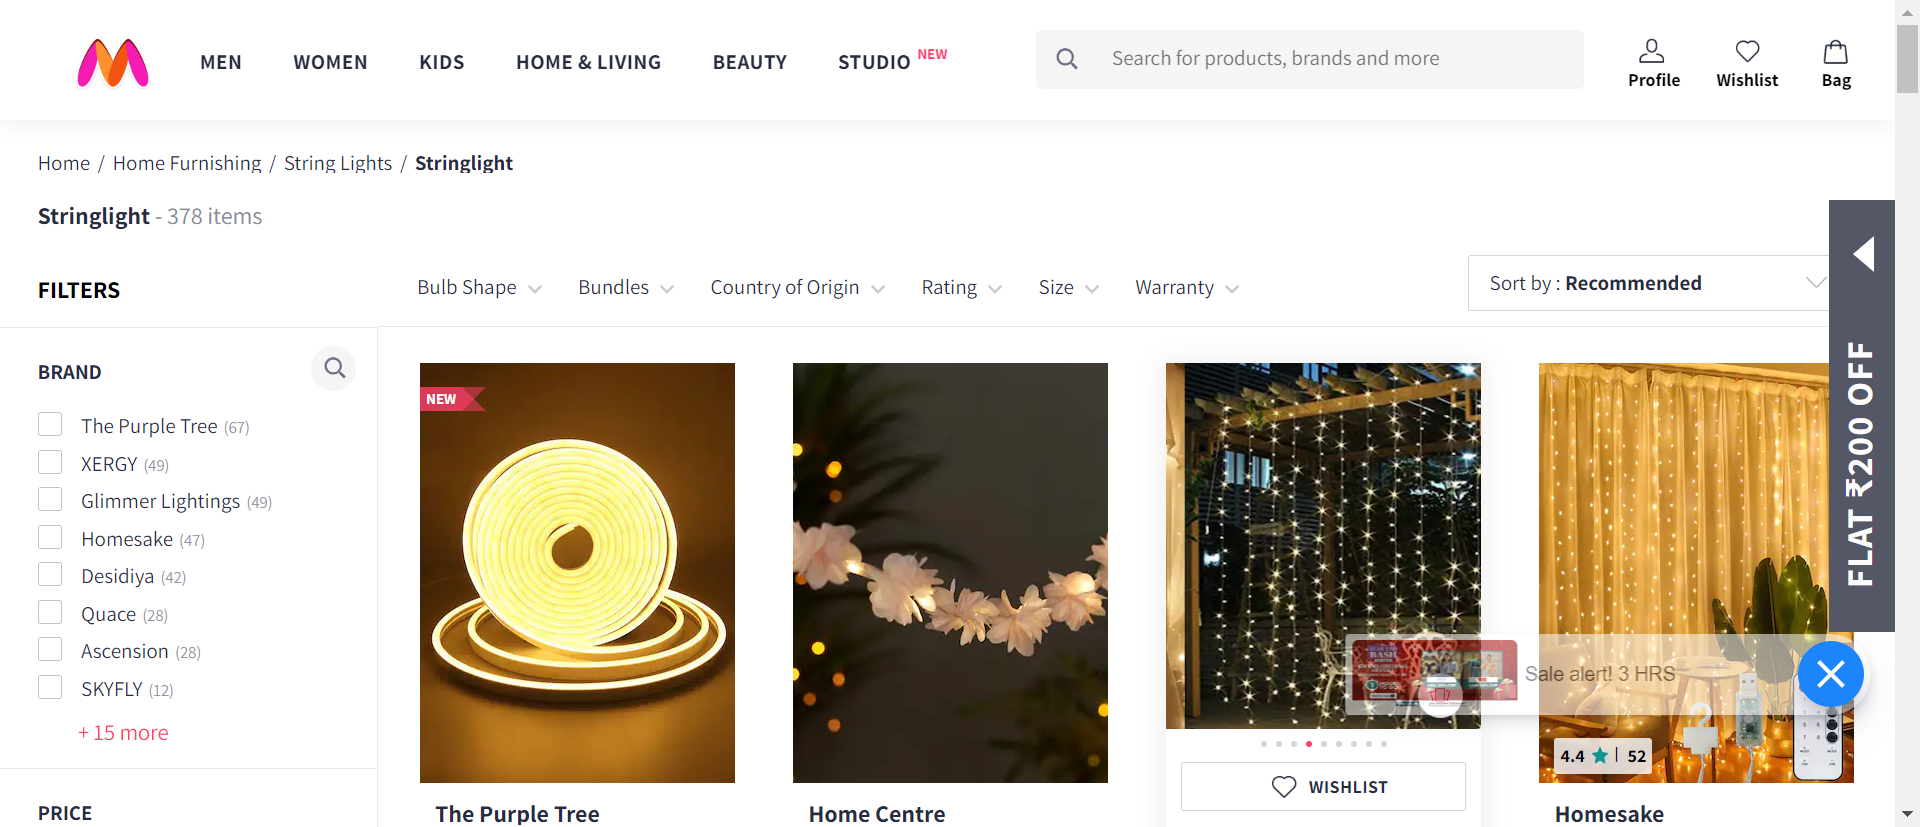 MEN WOMEN KIDS HOME & LIVING BEAUTY STUDIO NEW Search for products, brands and more Profile Wishlist Bag
Home / Home Furnishing / String Lights / Stringlight
Stringlight - 378 items
FILTERS
Bulb Shape Bundles Country of Origin Rating Size Warranty Sort by : Recommended
FLAT ₹200 OFF
BRAND
The Purple Tree (67)
XERGY (49)
Glimmer Lightings (49)
Homesake (47)
Desidiya (42)
Quace (28)
Ascension (28)
SKYFLY (12)
+ 15 more
PRICE
NEW
Sale alert! 3 HRS
4.4 | 52
WISHLIST
The Purple Tree Home Centre Homesake